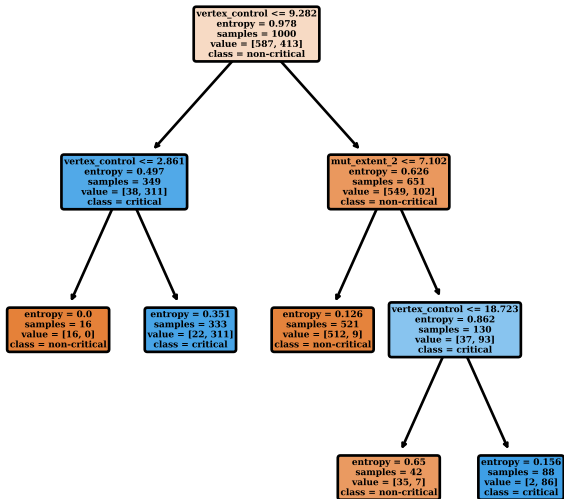 vertex_control <= 9.282
entropy = 0.978
samples = 1000
value = [587, 413]
class = non-critical
vertex_control <= 2.861
entropy = 0.497
samples = 349
value = [38, 311]
class = critical
mut_extent_2 <= 7.102
entropy = 0.626
samples = 651
value = [549, 102]
class = non-critical
entropy = 0.0
samples = 16
value = [16, 0]
class = non-critical
entropy = 0.351
samples = 333
value = [22, 311]
class = critical
entropy = 0.126
samples = 521
value = [512, 9]
class = non-critical
vertex_control <= 18.723
entropy = 0.862
samples = 130
value = [37, 93]
class = critical
entropy = 0.65
samples = 42
value = [35, 7]
class = non-critical
entropy = 0.156
samples = 88
value = [2, 86]
class = critical